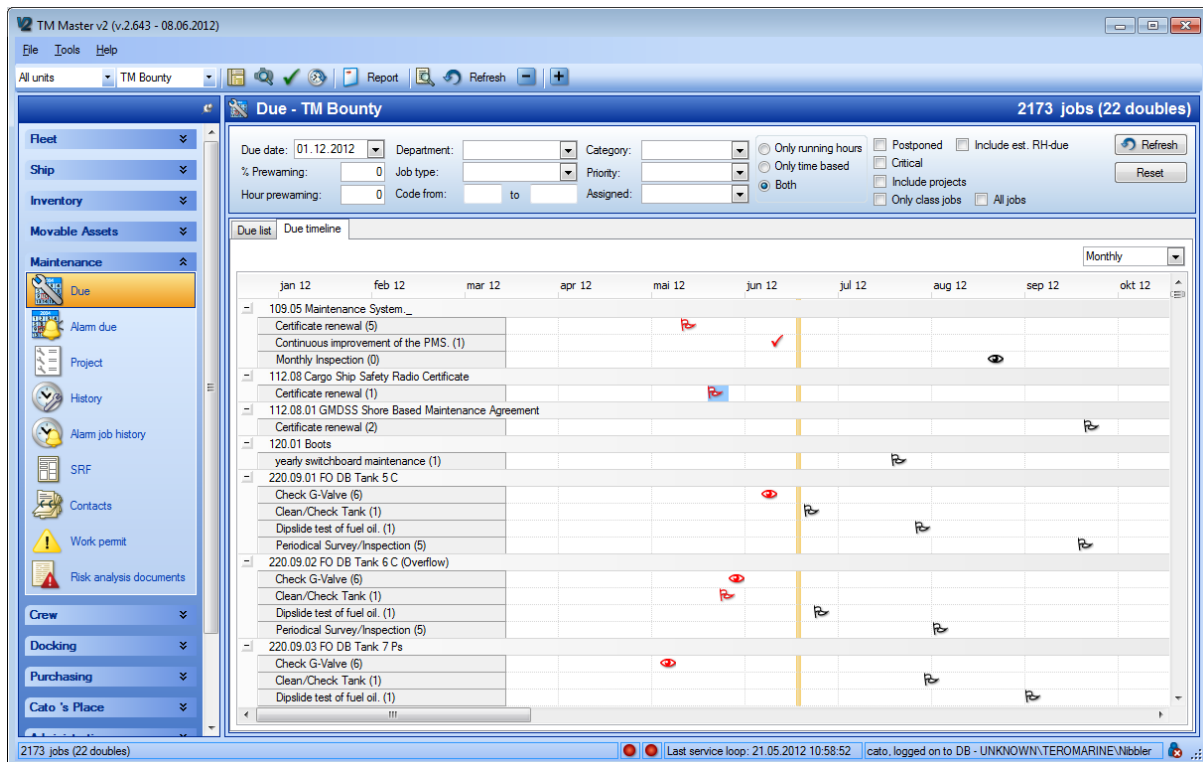 TM Master v2 (v.2.643 - 08.06.2012)
File Tools Help
All units TM Bounty Report Refresh
Due - TM Bounty 2173 jobs (22 doubles)
Fleet
Ship
Inventory
Movable Assets
Maintenance
Due
Alarm due
Project
History
Alarm job history
SRF
Contacts
Work permit
Risk analysis documents
Crew
Docking
Purchasing
Cato 's Place
Due date: 01.12.2012 Department: Category: Only running hours Postponed Include est. RH-due Refresh
% Prewarning: 0 Job type: Priority: Only time based Critical Reset
Hour prewarning: 0 Code from: to Assigned: Both Include projects
Only class jobs All jobs
Due list Due timeline
Monthly
jan 12 feb 12 mar 12 apr 12 mai 12 jun 12 jul 12 aug 12 sep 12 okt 12
109.05 Maintenance System._
Certificate renewal (5)
Continuous improvement of the PMS. (1)
Monthly Inspection (0)
112.08 Cargo Ship Safety Radio Certificate
Certificate renewal (1)
112.08.01 GMDSS Shore Based Maintenance Agreement
Certificate renewal (2)
120.01 Boots
yearly switchboard maintenance (1)
220.09.01 FO DB Tank 5 C
Check G-Valve (6)
Clean/Check Tank (1)
Dipslide test of fuel oil. (1)
Periodical Survey/Inspection (5)
220.09.02 FO DB Tank 6 C (Overflow)
Check G-Valve (6)
Clean/Check Tank (1)
Dipslide test of fuel oil. (1)
Periodical Survey/Inspection (5)
220.09.03 FO DB Tank 7 Ps
Check G-Valve (6)
Clean/Check Tank (1)
Dipslide test of fuel oil. (1)
2173 jobs (22 doubles) Last service loop: 21.05.2012 10:58:52 cato, logged on to DB - UNKNOWN\TEROMARINE\Nibbler